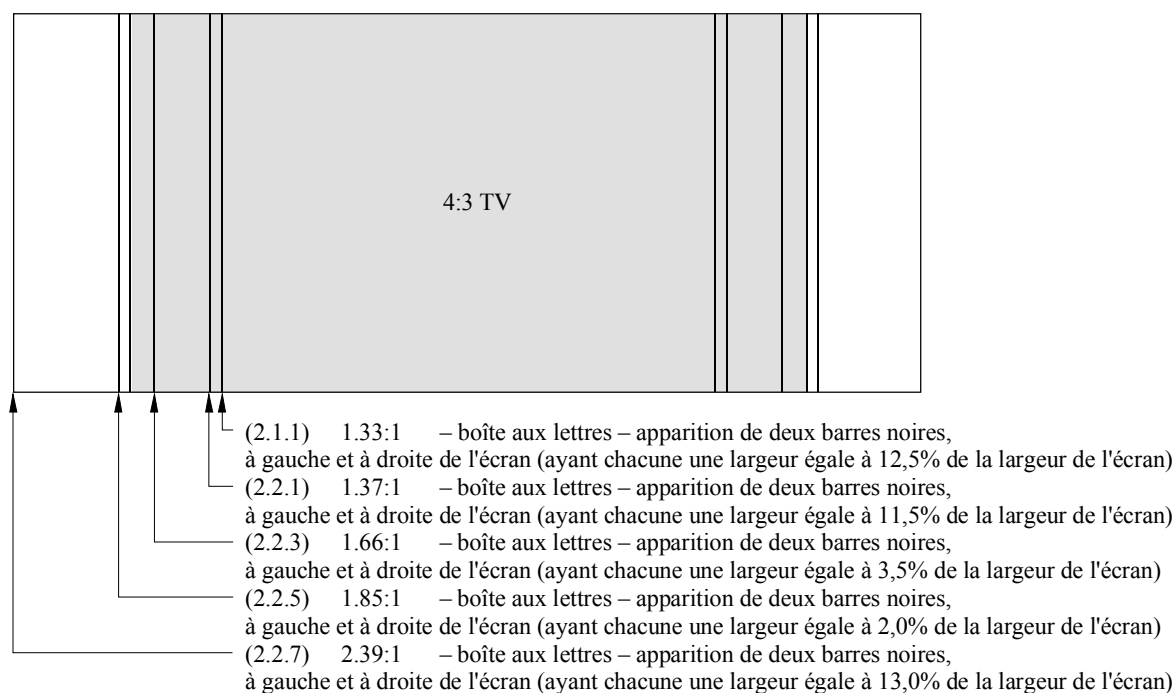 4:3 TV
(2.1.1) 1.33:1 – boîte aux lettres – apparition de deux barres noires,
à gauche et à droite de l'écran (ayant chacune une largeur égale à 12,5% de la largeur de l'écran)
(2.2.1) 1.37:1 – boîte aux lettres – apparition de deux barres noires,
à gauche et à droite de l'écran (ayant chacune une largeur égale à 11,5% de la largeur de l'écran)
(2.2.3) 1.66:1 – boîte aux lettres – apparition de deux barres noires,
à gauche et à droite de l'écran (ayant chacune une largeur égale à 3,5% de la largeur de l'écran)
(2.2.5) 1.85:1 – boîte aux lettres – apparition de deux barres noires,
à gauche et à droite de l'écran (ayant chacune une largeur égale à 2,0% de la largeur de l'écran)
(2.2.7) 2.39:1 – boîte aux lettres – apparition de deux barres noires,
à gauche et à droite de l'écran (ayant chacune une largeur égale à 13,0% de la largeur de l'écran)